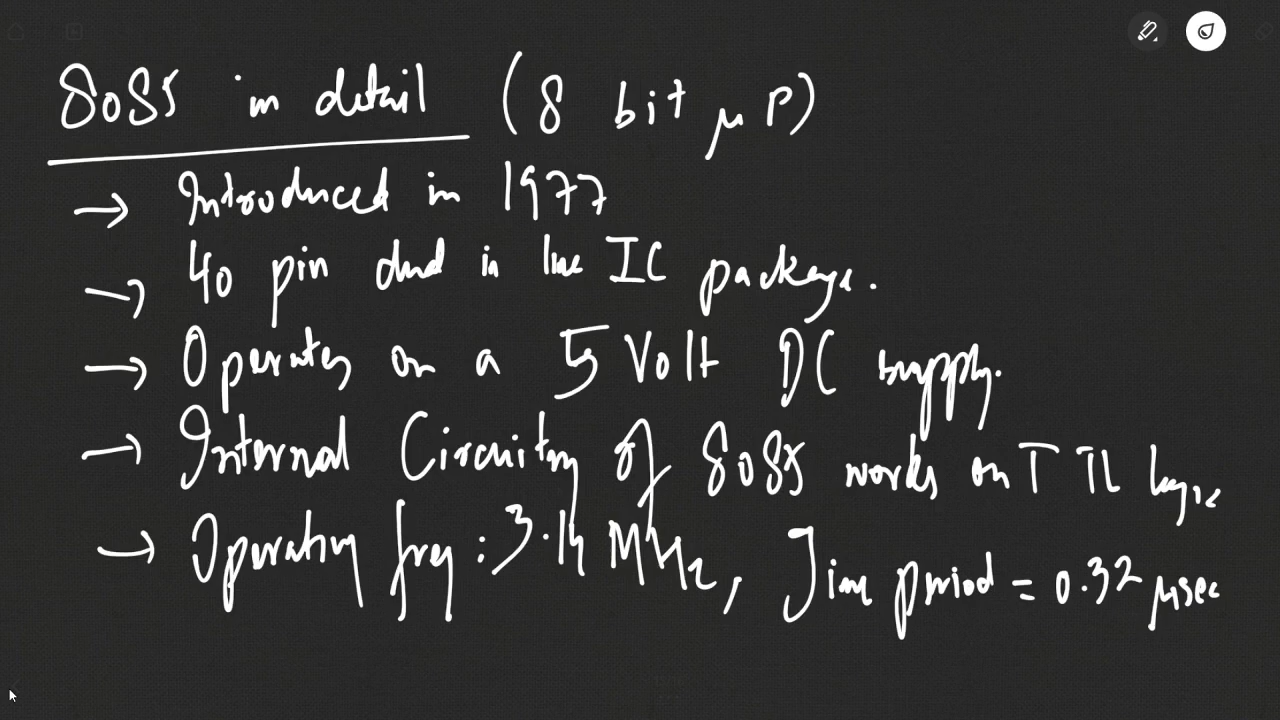 8085 in detail (8 bit μP)
→ Introduced in 1977
→ 40 pin dual in line IC package.
→ Operates on a 5 Volt DC supply.
→ Internal Circuitry of 8085 works on TTL logic
→ Operating freq: 3.14 MHz, Time period = 0.32 μsec